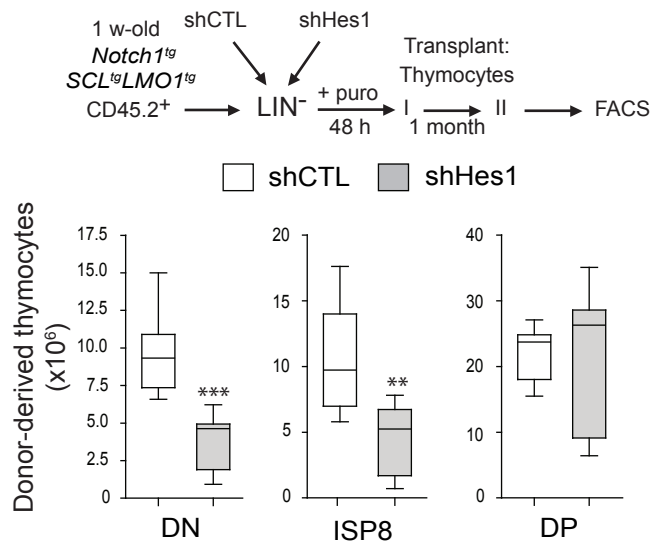 shCTL shHes1
1 w-old
Notch1ᵗᵍ
SCLᵗᵍLMO1ᵗᵍ
CD45.2⁺ LIN⁻ + puro I II FACS
48 h 1 month
Transplant:
Thymocytes
shCTL shHes1
Donor-derived thymocytes
(x10⁶)
17.5
15.0
12.5
10.0
7.5
5.0
2.5
0
***
DN
20
15
10
5
0
**
ISP8
40
30
20
10
0
DP